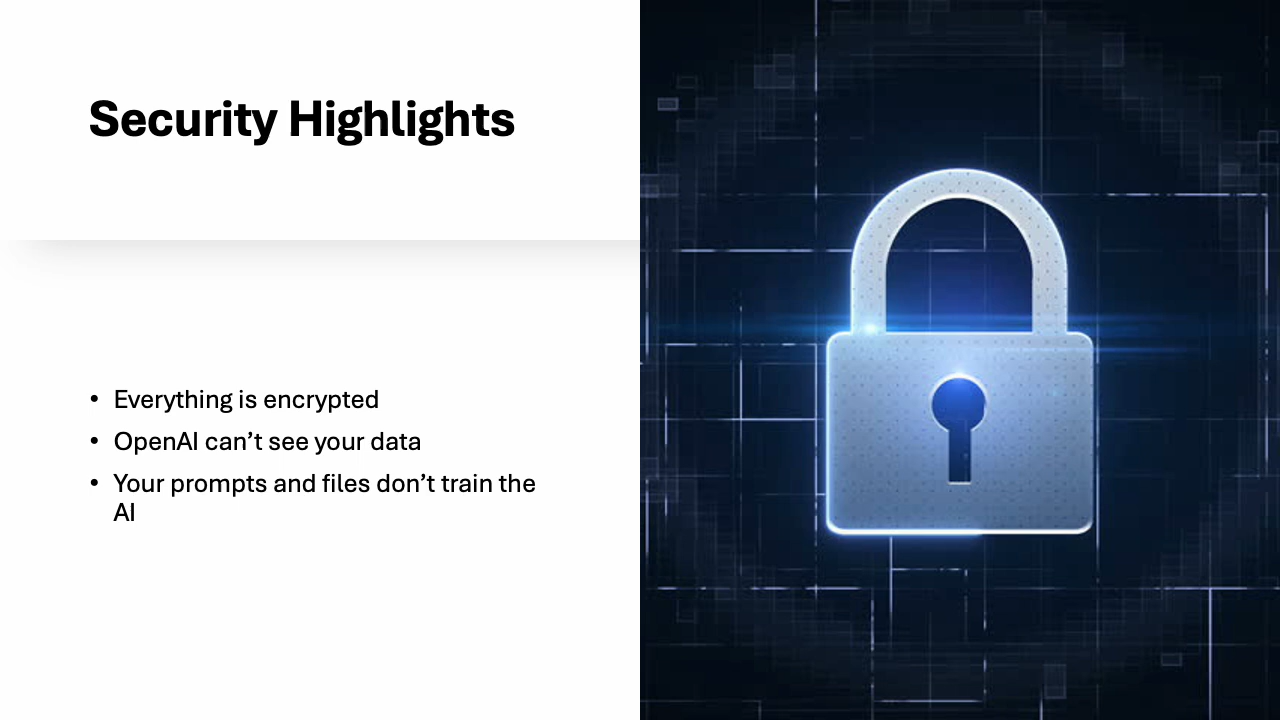 Security Highlights
• Everything is encrypted
• OpenAI can’t see your data
• Your prompts and files don’t train the
AI